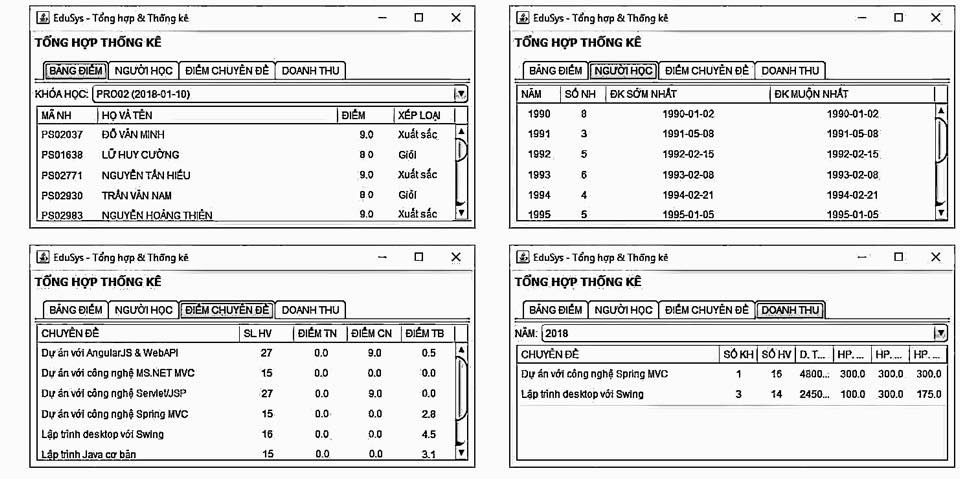 EduSys - Tổng hợp & Thống kê
TỔNG HỢP THỐNG KÊ
BẢNG ĐIỂM NGƯỜI HỌC ĐIỂM CHUYÊN ĐỀ DOANH THU
KHÓA HỌC: PRO02 (2018-01-10)
MÃ NH HỌ VÀ TÊN ĐIỂM XẾP LOẠI
PS02037 ĐỖ VĂN MINH 9.0 Xuất sắc
PS01638 LỮ HUY CƯỜNG 8.0 Giỏi
PS02771 NGUYỄN TẤN HIẾU 9.0 Xuất sắc
PS02930 TRẦN VĂN NAM 8.0 Giỏi
PS02983 NGUYỄN HOÀNG THIÊN 9.0 Xuất sắc
EduSys - Tổng hợp & Thống kê
TỔNG HỢP THỐNG KÊ
BẢNG ĐIỂM NGƯỜI HỌC ĐIỂM CHUYÊN ĐỀ DOANH THU
NĂM SỐ NH ĐK SỚM NHẤT ĐK MUỘN NHẤT
1990 8 1990-01-02 1990-01-02
1991 3 1991-05-08 1991-05-08
1992 5 1992-02-15 1992-02-15
1993 6 1993-02-08 1993-02-08
1994 4 1994-02-21 1994-02-21
1995 5 1995-01-05 1995-01-05
EduSys - Tổng hợp & Thống kê
TỔNG HỢP THỐNG KÊ
BẢNG ĐIỂM NGƯỜI HỌC ĐIỂM CHUYÊN ĐỀ DOANH THU
CHUYÊN ĐỀ SL HV ĐIỂM TN ĐIỂM CN ĐIỂM TB
Dự án với AngularJS & WebAPI 27 0.0 9.0 0.5
Dự án với công nghệ MS.NET MVC 15 0.0 0.0 0.0
Dự án với công nghệ Servlet/JSP 27 0.0 9.0 0.0
Dự án với công nghệ Spring MVC 15 0.0 0.0 2.8
Lập trình desktop với Swing 16 0.0 0.0 4.5
Lập trình Java cơ bản 15 0.0 0.0 3.1
EduSys - Tổng hợp & Thống kê
TỔNG HỢP THỐNG KÊ
BẢNG ĐIỂM NGƯỜI HỌC ĐIỂM CHUYÊN ĐỀ DOANH THU
NĂM: 2018
CHUYÊN ĐỀ SỐ KH SỐ HV D. T... HP. ... HP. ... HP. ...
Dự án với công nghệ Spring MVC 1 16 4800... 300.0 300.0 300.0
Lập trình desktop với Swing 3 14 2450... 100.0 300.0 175.0